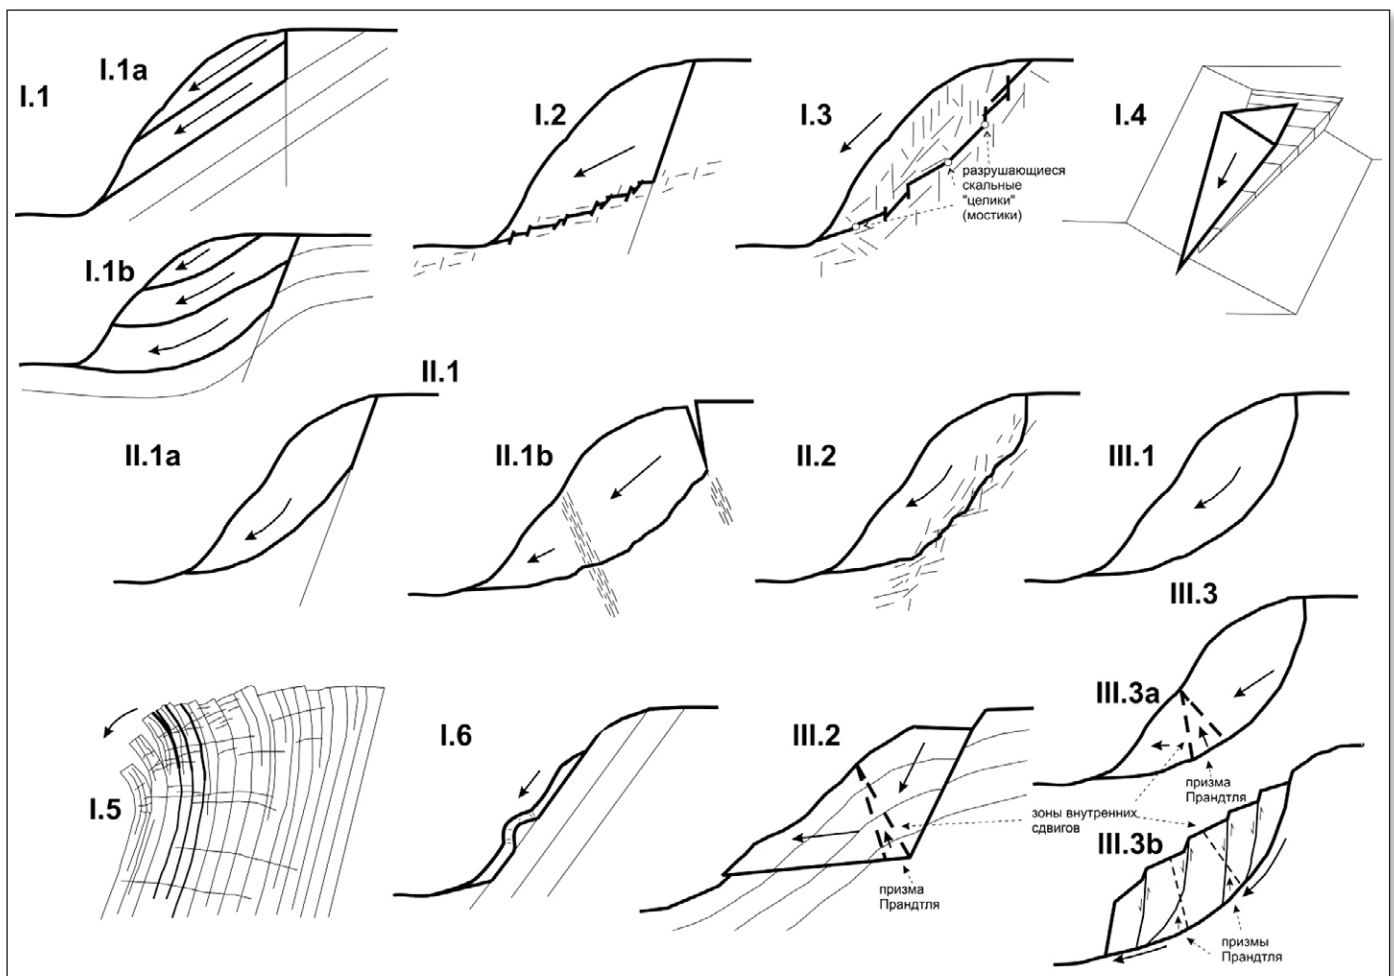 I.1
I.1a
I.2
I.3
I.4
разрушающиеся
скальные
"целики"
(мостики)
I.1b
II.1
II.1a
II.1b
II.2
III.1
III.3
III.3a
I.5
I.6
III.2
призма
Прандтля
зоны внутренних
сдвигов
III.3b
призма
Прандтля
призмы
Прандтля